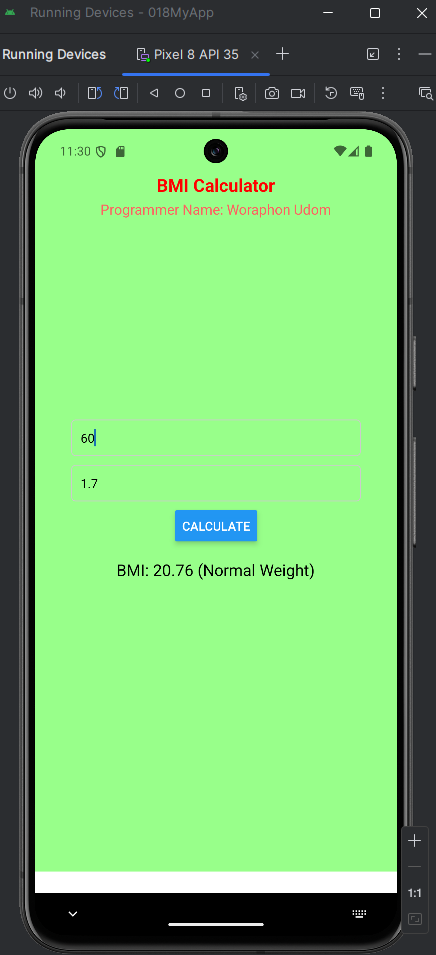 Running Devices - 018MyApp
Running Devices
Pixel 8 API 35
11:30
BMI Calculator
Programmer Name: Woraphon Udom
60
1.7
CALCULATE
BMI: 20.76 (Normal Weight)
1:1